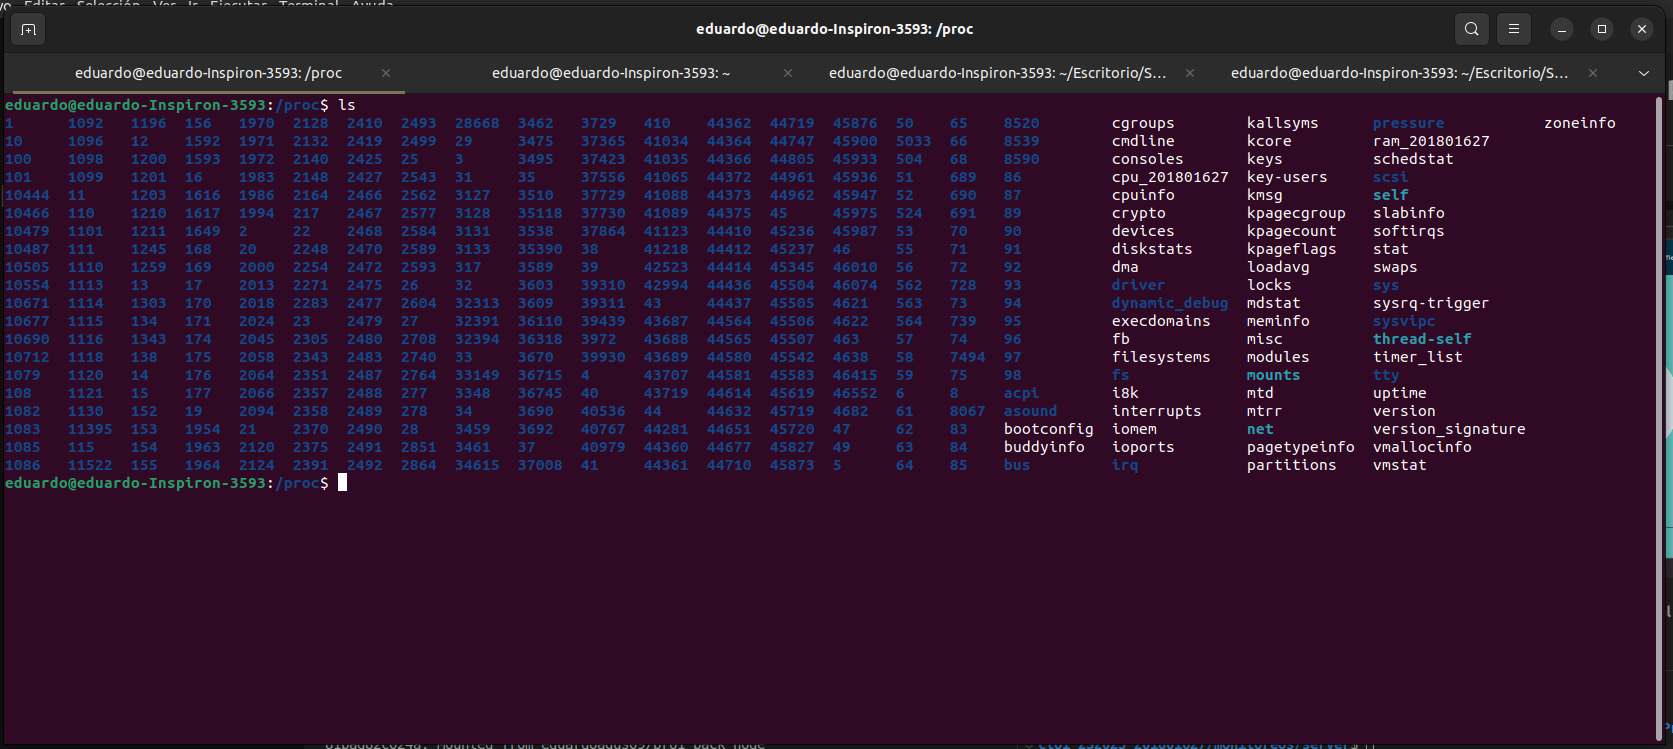 Editar Selección Ver Ir Ejecutar Terminal Ayuda
eduardo@eduardo-Inspiron-3593: /proc
eduardo@eduardo-Inspiron-3593: /proc × eduardo@eduardo-Inspiron-3593: ~ × eduardo@eduardo-Inspiron-3593: ~/Escritorio/S... × eduardo@eduardo-Inspiron-3593: ~/Escritorio/S... ×
eduardo@eduardo-Inspiron-3593:/proc$ ls
1 1092 1196 156 1970 2128 2410 2493 28668 3462 3729 410 44362 44719 45876 50 65 8520 cgroups kallsyms pressure zoneinfo
10 1096 12 1592 1971 2132 2419 2499 29 3475 37365 41034 44364 44747 45900 5033 66 8539 cmdline kcore ram_201801627
100 1098 1200 1593 1972 2140 2425 25 3 3495 37423 41035 44366 44805 45933 504 68 8590 consoles keys schedstat
101 1099 1201 16 1983 2148 2427 2543 31 35 37556 41065 44372 44961 45936 51 689 86 cpu_201801627 key-users scsi
10444 11 1203 1616 1986 2164 2466 2562 3127 3510 37729 41088 44373 44962 45947 52 690 87 cpuinfo kmsg self
10466 110 1210 1617 1994 217 2467 2577 3128 35118 37730 41089 44375 45 45975 524 691 89 crypto kpagecgroup slabinfo
10479 1101 1211 1649 2 22 2468 2584 3131 3538 37864 41123 44410 45236 45987 53 70 90 devices kpagecount softirqs
10487 111 1245 168 20 2248 2470 2589 3133 35390 38 41218 44412 45237 46 55 71 91 diskstats kpageflags stat
10505 1110 1259 169 2000 2254 2472 2593 317 3589 39 42523 44414 45345 46010 56 72 92 dma loadavg swaps
10554 1113 13 17 2013 2271 2475 26 32 3603 39310 42994 44436 45504 46074 562 728 93 driver locks sys
10671 1114 1303 170 2018 2283 2477 2604 32313 3609 39311 43 44437 45505 4621 563 73 94 dynamic_debug mdstat sysrq-trigger
10677 1115 134 171 2024 23 2479 27 32391 36110 39439 43687 44564 45506 4622 564 739 95 execdomains meminfo sysvipc
10690 1116 1343 174 2045 2305 2480 2708 32394 36318 3972 43688 44565 45507 463 57 74 96 fb misc thread-self
10712 1118 138 175 2058 2343 2483 2740 33 3670 39930 43689 44580 45542 4638 58 7494 97 filesystems modules timer_list
1079 1120 14 176 2064 2351 2487 2764 33149 36715 4 43707 44581 45583 46415 59 75 98 fs mounts tty
108 1121 15 177 2066 2357 2488 277 3348 36745 40 43719 44614 45619 46552 6 8 acpi i8k mtd uptime
1082 1130 152 19 2094 2358 2489 278 34 3690 40536 44 44632 45719 4682 61 8067 asound interrupts mtrr version
1083 11395 153 1954 21 2370 2490 28 3459 3692 40767 44281 44651 45720 47 62 83 bootconfig iomem net version_signature
1085 115 154 1963 2120 2375 2491 2851 3461 37 40979 44360 44677 45827 49 63 84 buddyinfo ioports pagetypeinfo vmallocinfo
1086 11522 155 1964 2124 2391 2492 2864 34615 37008 41 44361 44710 45873 5 64 85 bus irq partitions vmstat
eduardo@eduardo-Inspiron-3593:/proc$